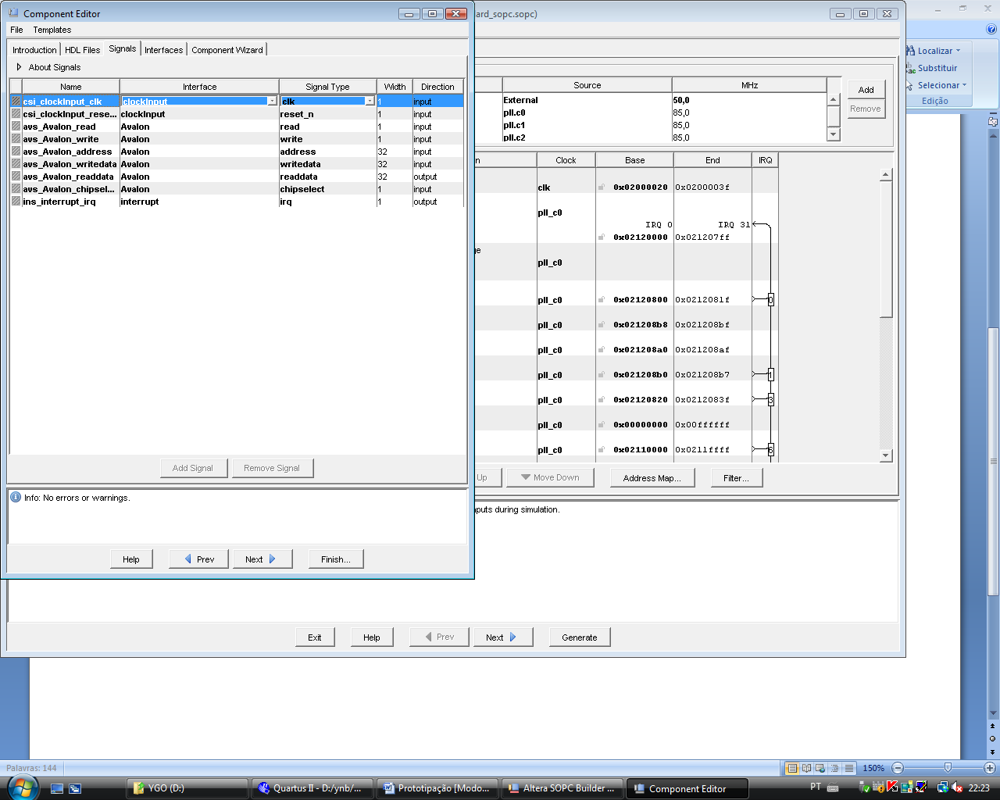 Component Editor
ard_sopc.sopc)
File Templates
Introduction HDL Files Signals Interfaces Component Wizard
About Signals
Name Interface Signal Type Width Direction
csi_clockInput_clk clockInput clk 1 input
csi_clockInput_rese... clockInput reset_n 1 input
avs_Avalon_read Avalon read 1 input
avs_Avalon_write Avalon write 1 input
avs_Avalon_address Avalon address 32 input
avs_Avalon_writedata Avalon writedata 32 input
avs_Avalon_readdata Avalon readdata 32 output
avs_Avalon_chipsel... Avalon chipselect 1 input
ins_interrupt_irq interrupt irq 1 output
Add Signal Remove Signal
Info: No errors or warnings.
Help Prev Next Finish...
Source MHz
External 50,0
pll.c0 85,0
pll.c1 85,0
pll.c2 85,0
Add
Remove
n Clock Base End IRQ
clk 0x02000020 0x0200003f
pll_c0
IRQ 0 IRQ 31
0x02120000 0x021207ff
ge
pll_c0
pll_c0 0x02120800 0x0212081f 0
pll_c0 0x021208b8 0x021208bf
pll_c0 0x021208a0 0x021208af
pll_c0 0x021208b0 0x021208b7 1
pll_c0 0x02120820 0x0212083f 3
pll_c0 0x00000000 0x00ffffff
pll_c0 0x02110000 0x0211ffff 6
Up Move Down Address Map... Filter...
nputs during simulation.
Exit Help Prev Next Generate
Localizar
Substituir
Selecionar
Edição
Palavras: 144
150%
YGO (D:) Quartus II - D:/ynb/... Prototipação [Modo... Altera SOPC Builder ... Component Editor
PT
22:23